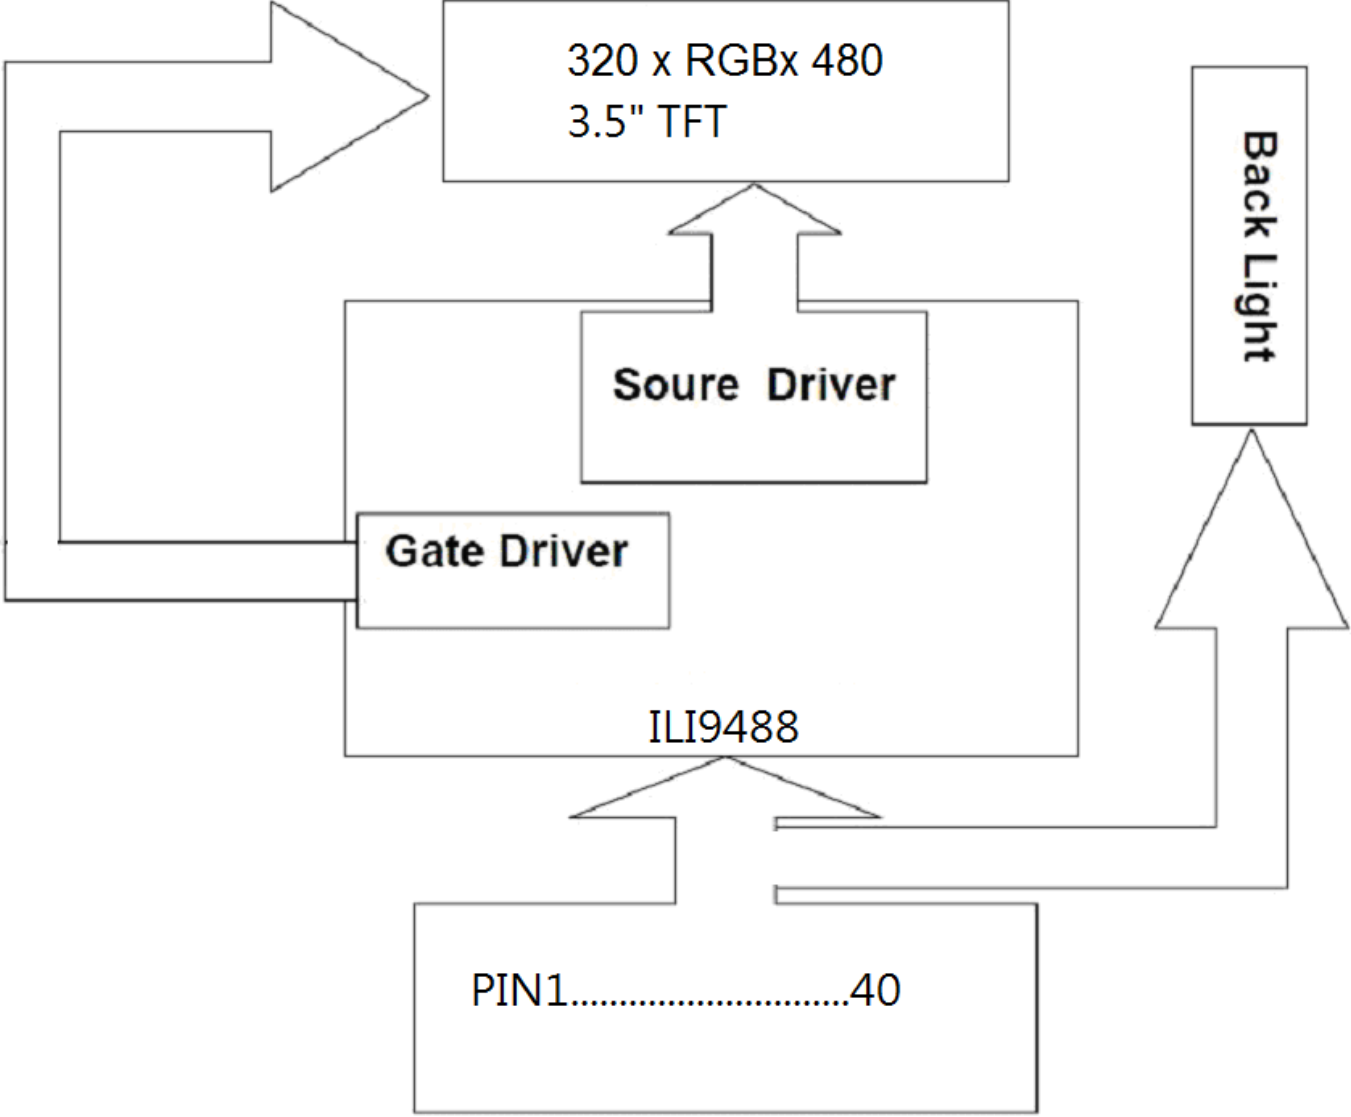 320 x RGBx 480
3.5" TFT
Back Light
Soure Driver
Gate Driver
ILI9488
PIN1.............................40